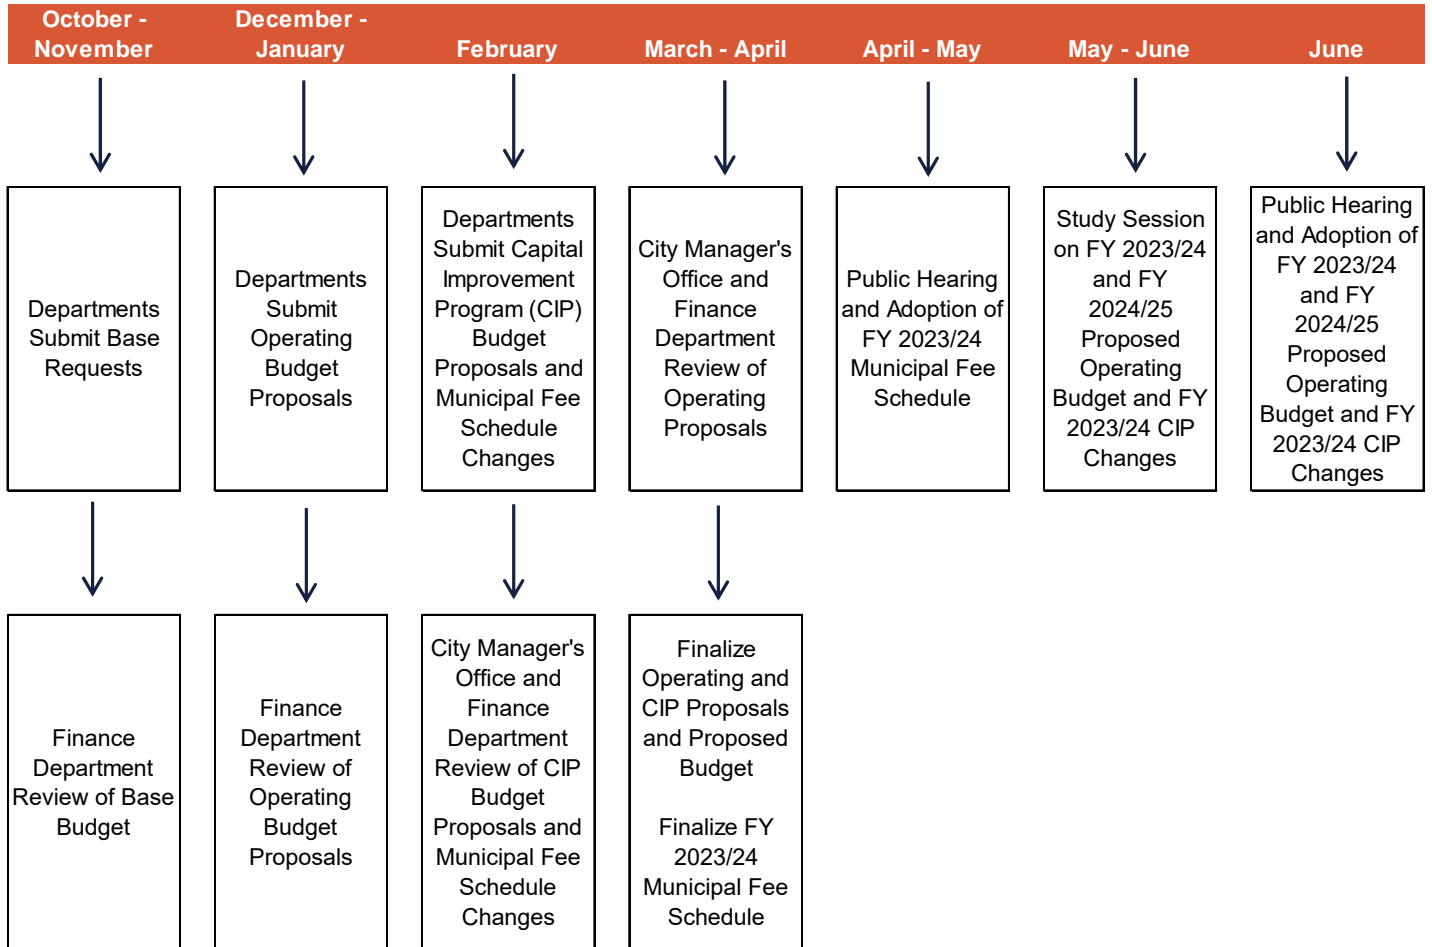 October -
November
December -
January
February
March - April
April - May
May - June
June
Departments
Submit Base
Requests
Departments
Submit
Operating
Budget
Proposals
Departments
Submit Capital
Improvement
Program (CIP)
Budget
Proposals and
Municipal Fee
Schedule
Changes
City Manager's
Office and
Finance
Department
Review of
Operating
Proposals
Public Hearing
and Adoption of
FY 2023/24
Municipal Fee
Schedule
Study Session
on FY 2023/24
and FY
2024/25
Proposed
Operating
Budget and FY
2023/24 CIP
Changes
Public Hearing
and Adoption of
FY 2023/24
and FY
2024/25
Proposed
Operating
Budget and FY
2023/24 CIP
Changes
Finance
Department
Review of Base
Budget
Finance
Department
Review of
Operating
Budget
Proposals
City Manager's
Office and
Finance
Department
Review of CIP
Budget
Proposals and
Municipal Fee
Schedule
Changes
Finalize
Operating and
CIP Proposals
and Proposed
Budget
Finalize FY
2023/24
Municipal Fee
Schedule